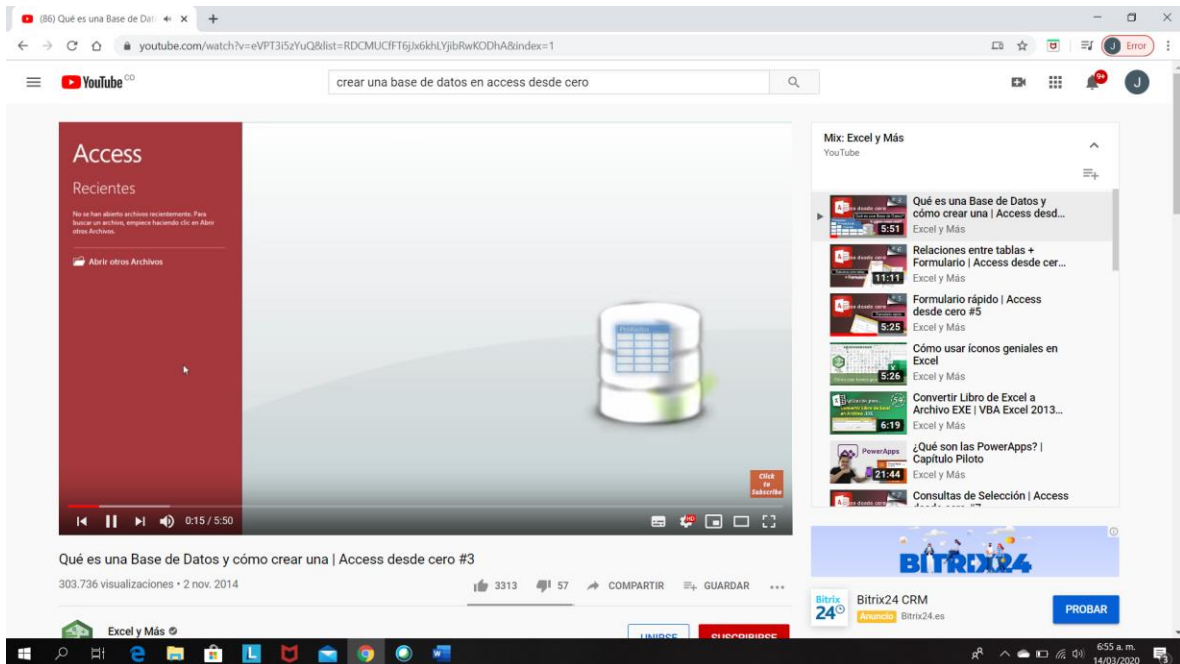 (86) Qué es una Base de Dat
youtube.com/watch?v=eVPT3i5zYuQ&list=RDCMUCfFT6jJx6khLYjibRwKODhA&index=1
Error
YouTube CO
crear una base de datos en access desde cero
9+
J
Access
Recientes
No se han abierto archivos recientemente. Para
buscar un archivo, empiece haciendo clic en Abrir
otros Archivos.
Abrir otros Archivos
Productos
Click
to
Subscribe
0:15 / 5:50
HD
Qué es una Base de Datos y cómo crear una | Access desde cero #3
303.736 visualizaciones • 2 nov. 2014
3313
57
COMPARTIR
GUARDAR
Excel y Más
UNIRSE
SUSCRIBIRSE
Mix: Excel y Más
YouTube
Qué es una Base de Datos y
cómo crear una | Access desd...
5:51
Excel y Más
Relaciones entre tablas +
Formulario | Access desde cer...
11:11
Excel y Más
Formulario rápido | Access
desde cero #5
5:25
Excel y Más
Cómo usar íconos geniales en
Excel
5:26
Excel y Más
Convertir Libro de Excel a
Archivo EXE | VBA Excel 2013...
6:19
Excel y Más
PowerApps
¿Qué son las PowerApps? |
Capítulo Piloto
21:44
Excel y Más
Consultas de Selección | Access
BITRIX24
Bitrix
24
Bitrix24 CRM
Anuncio Bitrix24.es
PROBAR
6:55 a. m.
14/03/2020